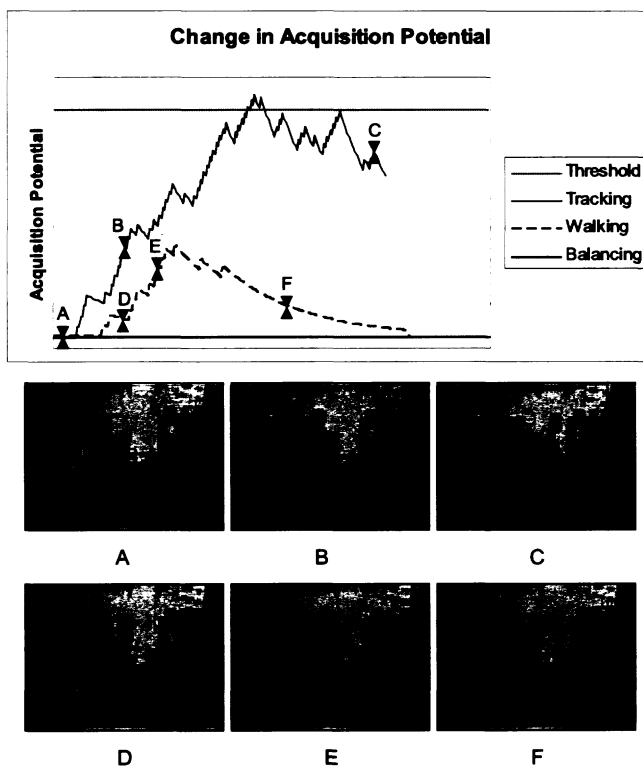 Change in Acquisition Potential
Acquisition Potential
A
B
C
D
E
F
Threshold
Tracking
Walking
Balancing
A B C
D E F